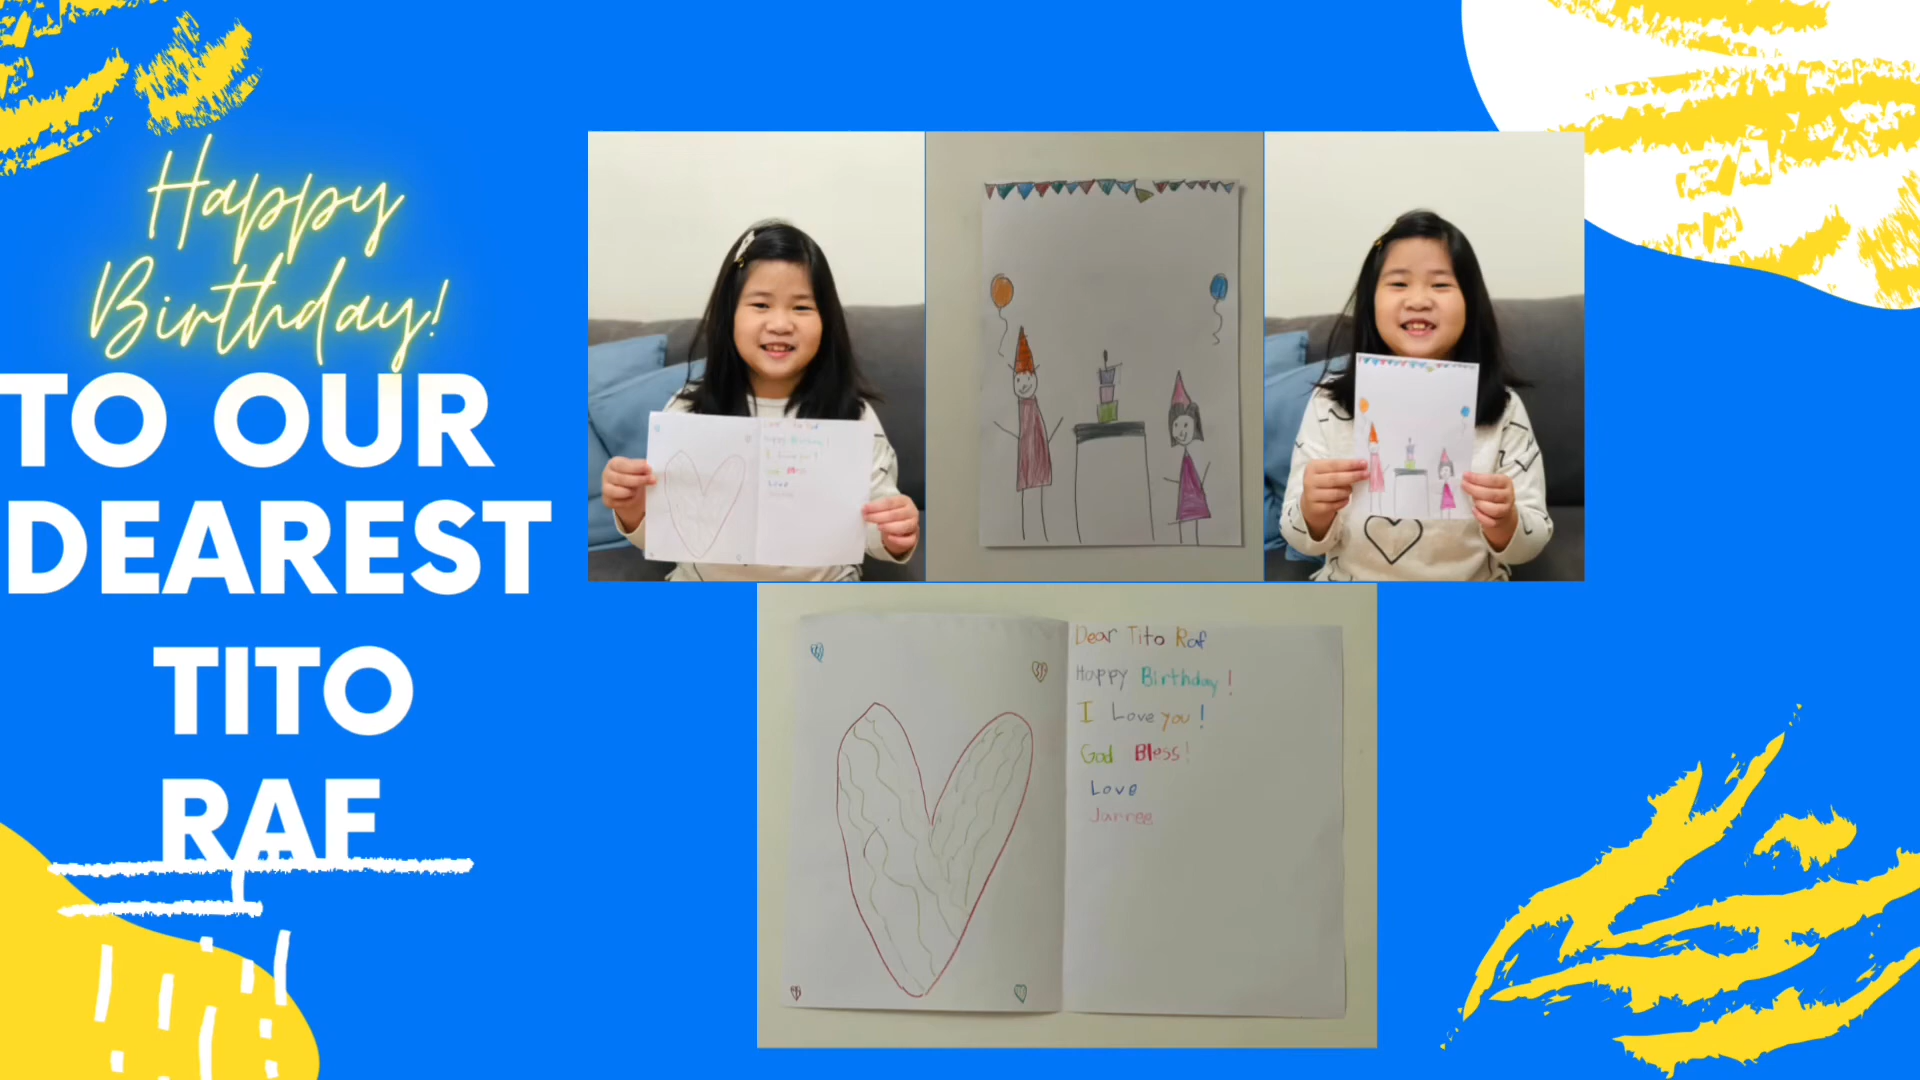 Happy
Birthday!
TO OUR
DEAREST
TITO
RAF
Dear Tito Raf
Happy Birthday!
I Love you!
God Bless!
Love